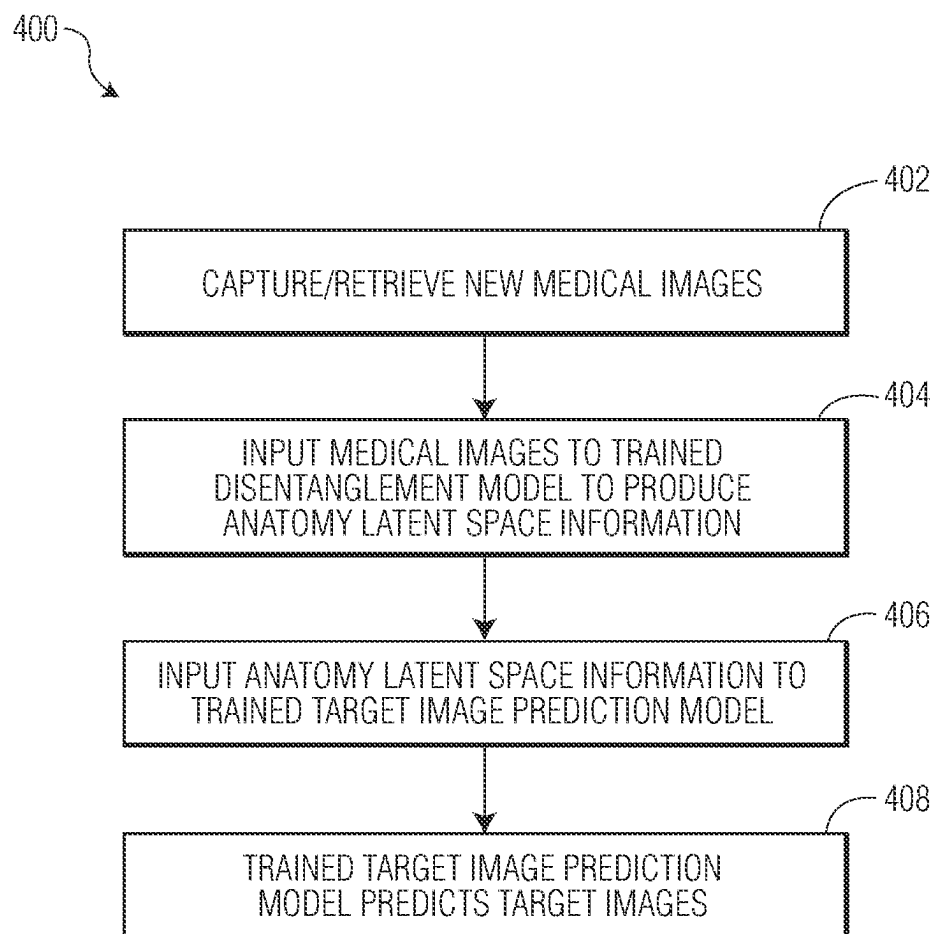 400
402
CAPTURE/RETRIEVE NEW MEDICAL IMAGES
404
INPUT MEDICAL IMAGES TO TRAINED
DISENTANGLEMENT MODEL TO PRODUCE
ANATOMY LATENT SPACE INFORMATION
406
INPUT ANATOMY LATENT SPACE INFORMATION TO
TRAINED TARGET IMAGE PREDICTION MODEL
408
TRAINED TARGET IMAGE PREDICTION
MODEL PREDICTS TARGET IMAGES